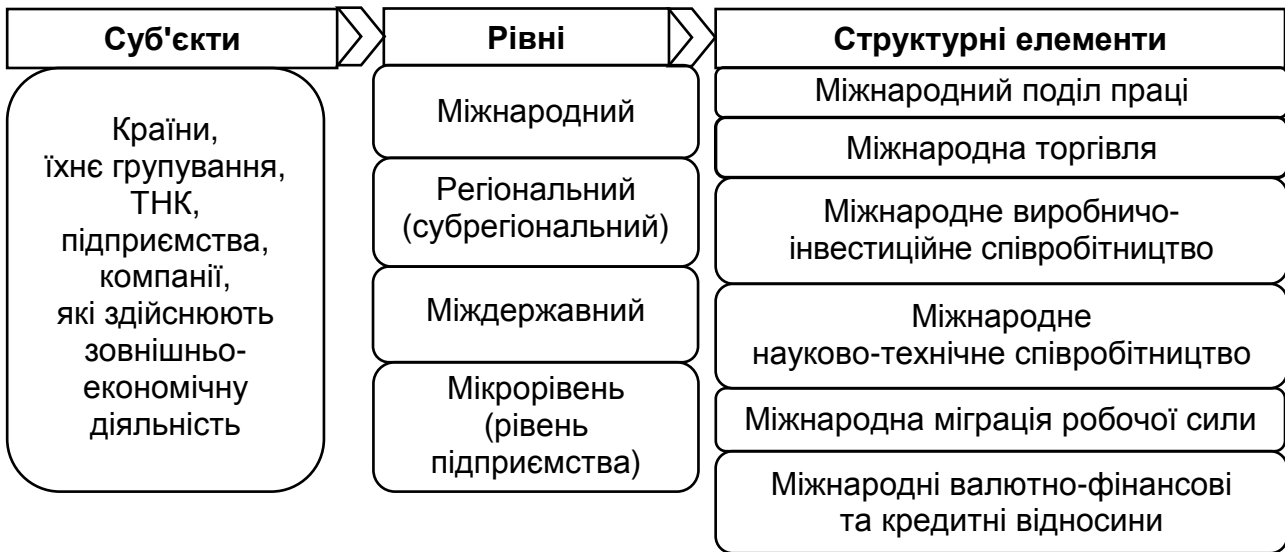 Суб'єкти
Країни,
їхнє групування,
ТНК,
підприємства,
компанії,
які здійснюють
зовнішньо-
економічну
діяльність
Рівні
Міжнародний
Регіональний
(субрегіональний)
Міждержавний
Мікрорівень
(рівень
підприємства)
Структурні елементи
Міжнародний поділ праці
Міжнародна торгівля
Міжнародне виробничо-
інвестиційне співробітництво
Міжнародне
науково-технічне співробітництво
Міжнародна міграція робочої сили
Міжнародні валютно-фінансові
та кредитні відносини